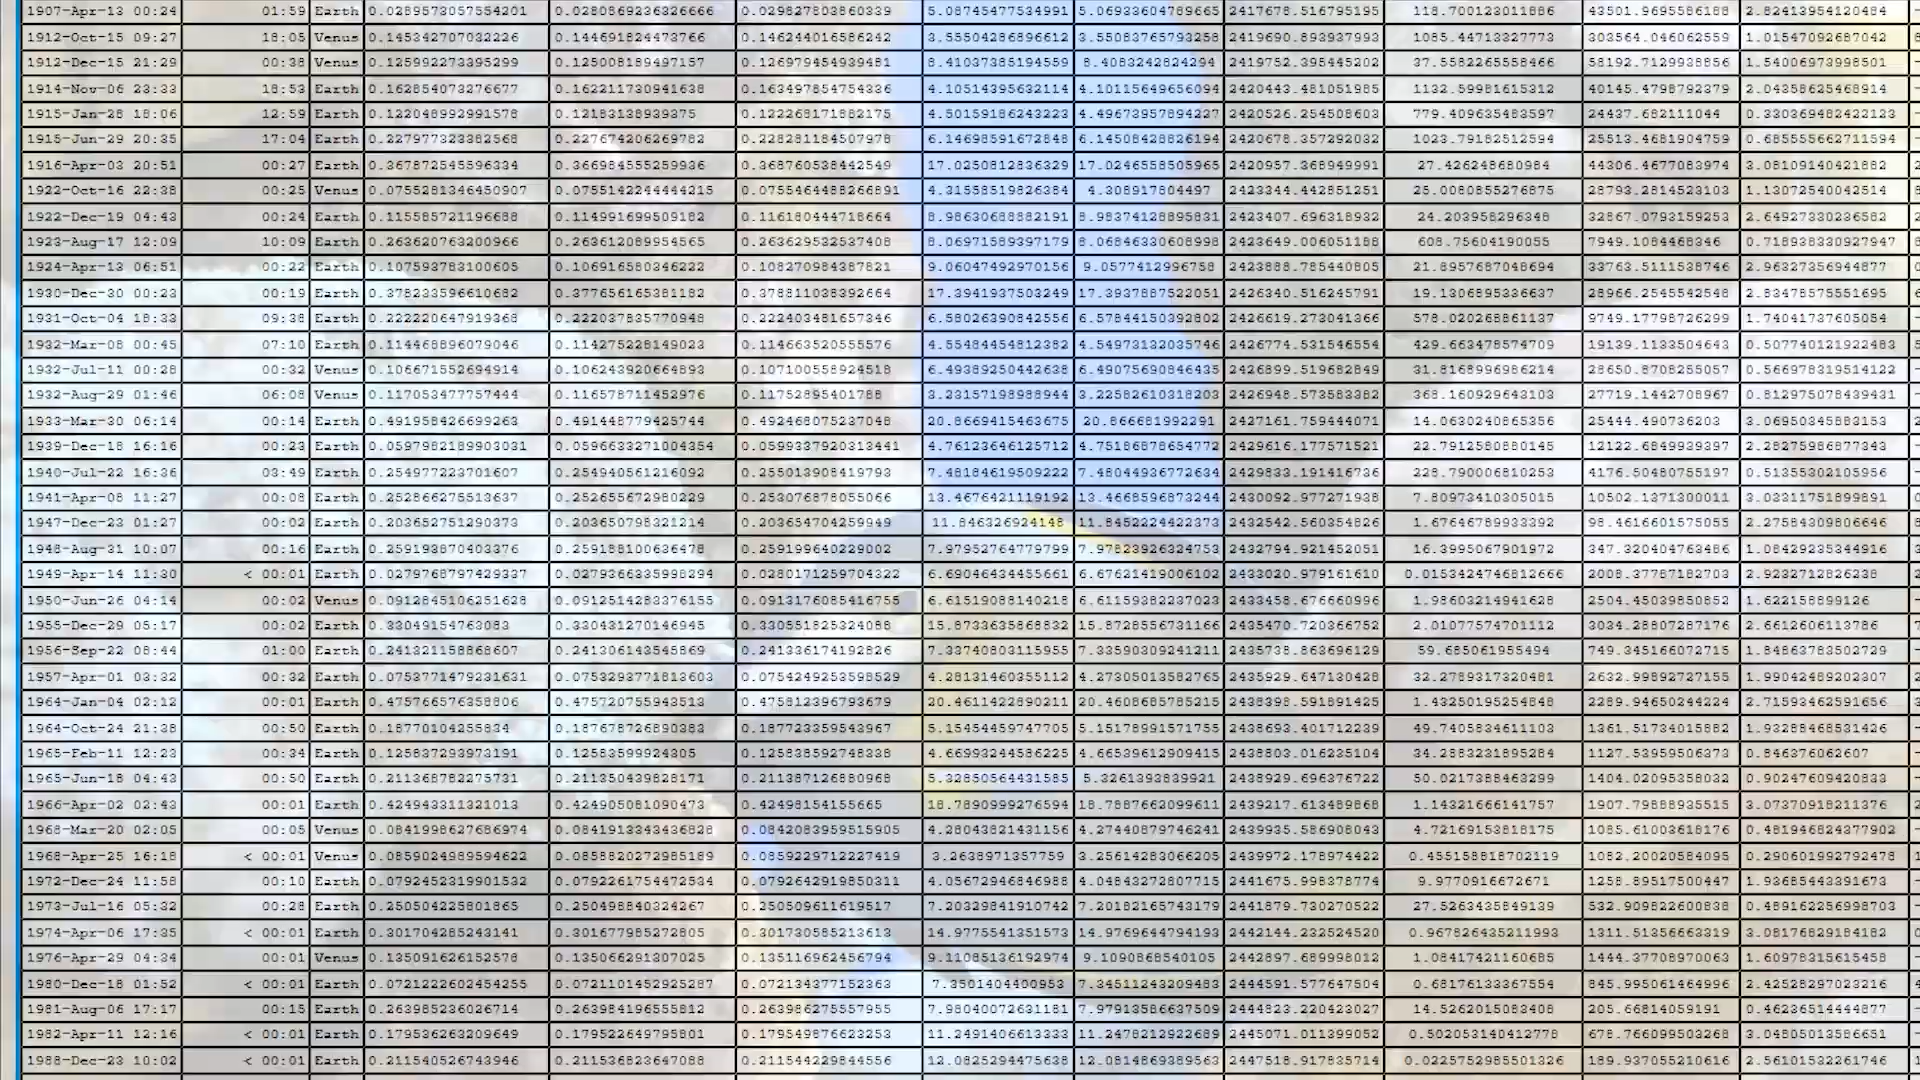 1907-Apr-13 00:24 01:59 Earth 0.0289573057554201 0.0280869236326666 0.029827803860339 5.08745477534991 5.06933604789665 2417678.516795195 118.700123011886 43501.9695586188 2.82413954120484
1912-Oct-15 09:27 18:05 Venus 0.145342707032226 0.144691824473766 0.146244016586242 3.55504286896612 3.55083765793258 2419690.893937993 1085.44713327773 303564.046062559 1.01547092687042
1912-Dec-15 21:29 00:38 Venus 0.125992273395299 0.125008189497157 0.126979454939481 8.41037385194559 8.4083242824294 2419752.395445202 37.5582265558466 58192.7129938856 1.54006973998501
1914-Nov-06 23:33 18:53 Earth 0.162854073276677 0.162211730941638 0.163497854754336 4.10514395632114 4.10115649656094 2420443.481051985 1132.59981615312 40145.4798792379 2.04358625468914
1915-Jan-28 18:06 12:59 Earth 0.122048992991578 0.12183138939375 0.122268171882175 4.50159186243223 4.49673957894227 2420526.254508603 779.409635483597 24437.682111044 0.330369482422123
1915-Jun-29 20:35 17:04 Earth 0.227977323382568 0.227674206269782 0.228281184507978 6.14698591672848 6.14508428826194 2420678.357292032 1023.79182512594 25513.4681904759 0.685555662711594
1916-Apr-03 20:51 00:27 Earth 0.367872545596334 0.366984555259936 0.368760538442549 17.0250812836329 17.0246558505965 2420957.368949991 27.426248680984 44306.4677083974 3.08109140421882
1922-Oct-16 22:38 00:25 Venus 0.0755281346450907 0.0755142244444215 0.0755464488266891 4.31558519826384 4.308917804497 2423344.442851251 25.0080855276875 28793.2814523103 1.13072540042514
1922-Dec-19 04:43 00:24 Earth 0.115585721196688 0.114991699509182 0.116180444718664 8.98630688882191 8.98374128895831 2423407.696318932 24.203958296348 32867.0793159253 2.64927330236582
1923-Aug-17 12:09 10:09 Earth 0.263620763200966 0.263612089954565 0.263629532537408 8.06971589397179 8.06846330608998 2423649.006051188 608.75604190055 7949.1084468346 0.718938330927947
1924-Apr-13 06:51 00:22 Earth 0.107593783100605 0.106916580346222 0.108270984387821 9.06047492970156 9.0577412996758 2423888.785440805 21.8957687048694 33763.5111538746 2.96327356944877
1930-Dec-30 00:23 00:19 Earth 0.378233596610682 0.377656165381182 0.378811038392664 17.3941937503249 17.3937887522051 2426340.516245791 19.1306895336637 28966.2545542548 2.83478575551695
1931-Oct-04 18:33 09:38 Earth 0.222220647919368 0.222037835770948 0.222403481657346 6.58026390842556 6.57844150392802 2426619.273041366 578.020268861137 9749.17798726299 1.74041737605054
1932-Mar-08 00:45 07:10 Earth 0.114468896079046 0.114275228149023 0.114663520555576 4.55484454812382 4.54973132035746 2426774.531546554 429.663478574709 19139.1133504643 0.507740121922483
1932-Jul-11 00:28 00:32 Venus 0.106671552694914 0.106243920664893 0.107100558924518 6.49389250442638 6.49075690846435 2426899.519682849 31.8168996986214 28650.8708255057 0.566978319514122
1932-Aug-29 01:46 06:08 Venus 0.117053477757444 0.116578711452976 0.11752895401788 3.23157198988944 3.22582610318203 2426948.573583382 368.160929643103 27719.1442708967 0.812975078439431
1933-Mar-30 06:14 00:14 Earth 0.491958426699263 0.491448779425744 0.492468075237048 20.8669415463675 20.866681992291 2427161.759444071 14.0630240865356 25444.490736203 3.06950345883153
1939-Dec-18 16:16 00:23 Earth 0.0597982189903031 0.0596633271004354 0.0599337920313441 4.76123646125712 4.75186878654772 2429616.177571521 22.7912580880145 12122.6849939397 2.28275986877343
1940-Jul-22 16:36 03:49 Earth 0.254977223701607 0.254940561216092 0.255013908419793 7.48184619509222 7.48044936772634 2429833.191416736 228.790006810253 4176.50480755197 0.51355302105956
1941-Apr-08 11:27 00:08 Earth 0.252866276513637 0.252655672980229 0.253076878055066 13.4676421119192 13.4668596873244 2430092.977271938 7.80973410305015 10502.1371300011 3.03311751899891
1947-Dec-23 01:27 00:02 Earth 0.203652751290373 0.203650798321214 0.203654704259949 11.846326924148 11.8452224422373 2432542.560354826 1.67646789933392 98.4616601575055 2.27584309806646
1948-Aug-31 10:07 00:16 Earth 0.259193870403376 0.259188100636478 0.259199640229002 7.97952764779799 7.97823926324753 2432794.921452051 16.3995067901972 347.320404763486 1.08429235344916
1949-Apr-14 11:30 < 00:01 Earth 0.0279768797429337 0.0279366335998294 0.0280171259704322 6.69046434455661 6.67621419006102 2433020.979161610 0.0153424746812666 2008.37787182703 2.9232712826238
1950-Jun-26 04:14 00:02 Venus 0.0912845106251628 0.0912514283376155 0.0913176085416755 6.61519088140218 6.61159382237023 2433458.676660996 1.98603214941628 2504.45039850852 1.622158899126
1955-Dec-29 05:17 00:02 Earth 0.33049154763083 0.330431270146945 0.330551825324088 15.8733635868832 15.8728556731166 2435470.720366752 2.01077574701112 3034.28807287176 2.6612606113786
1956-Sep-22 08:44 01:00 Earth 0.241321158868607 0.241306143545869 0.241336174192826 7.33740803115955 7.33590309241211 2435738.863696129 59.685061955494 749.345166072715 1.84863783502729
1957-Apr-01 03:32 00:32 Earth 0.0753771479231631 0.0753293771813603 0.0754249253598529 4.28131460355112 4.27305013582765 2435929.647130428 32.2789317320481 2632.99892727155 1.99042489202307
1964-Jan-04 02:12 00:01 Earth 0.475766576358806 0.475720755943513 0.475812396793679 20.4611422890211 20.4608685785215 2438398.591891425 1.43250195254848 2289.94650244224 2.71593462591656
1964-Oct-24 21:38 00:50 Earth 0.18770104255834 0.187678726890383 0.187723359543967 5.15454459747705 5.15178991571755 2438693.401712239 49.7405834611103 1361.51734015882 1.93288468531426
1965-Feb-11 12:23 00:34 Earth 0.125837293973191 0.12583599924305 0.125838592748338 4.66993244586225 4.66539612909415 2438803.016235104 34.2883231895284 1127.53959506373 0.846376062607
1965-Jun-18 04:43 00:50 Earth 0.211368782275731 0.211350439828171 0.211387126880968 5.32850564431585 5.3261393839921 2438929.696376722 50.0217388463299 1404.02095358032 0.90247609420833
1966-Apr-02 02:43 00:01 Earth 0.424943311321013 0.424905081090473 0.42498154155665 18.7890999276594 18.7887662099611 2439217.613489868 1.14321666141757 1907.79888935515 3.07370918211376
1968-Mar-20 02:05 00:05 Venus 0.0841998627686974 0.0841913343436828 0.0842083959515905 4.28043821431156 4.27440879746241 2439935.586908043 4.72169153818175 1085.61003618176 0.481946824377902
1968-Apr-25 16:18 < 00:01 Venus 0.0859024989594622 0.0858820272985189 0.0859229712227419 3.2638971357759 3.25614283066205 2439972.178974422 0.455158818702119 1082.20020584095 0.290601992792478
1972-Dec-24 11:58 00:10 Earth 0.0792452319901532 0.0792261754472534 0.0792642919850311 4.05672946846988 4.04843272807715 2441675.998378774 9.9770916672671 1258.89517500447 1.93685443391673
1973-Jul-16 05:32 00:28 Earth 0.250504225801865 0.250498840324267 0.250509611619517 7.20329841910742 7.20182165743179 2441879.730270522 27.5263435849139 532.909822600838 0.489162256998703
1974-Apr-06 17:35 < 00:01 Earth 0.301704285243141 0.301677985272805 0.301730585213613 14.9775541351573 14.9769644794193 2442144.232524520 0.967826435211993 1311.51356663319 3.08176829184182
1976-Apr-29 04:34 00:01 Venus 0.135091626152578 0.135066291307025 0.135116962456794 9.11085136192974 9.1090868540105 2442897.689998012 1.08417421160685 1444.37708970063 1.60978315615458
1980-Dec-18 01:52 < 00:01 Earth 0.0721222602454255 0.0721101452925287 0.072134377152363 7.3501404400953 7.34511243209483 2444591.577647504 0.68176133367554 845.995061464996 2.42528297023216
1981-Aug-06 17:17 00:15 Earth 0.263985236026714 0.263984196555812 0.263986275557955 7.98040072631181 7.97913586637509 2444823.220423027 14.5262015083408 205.66814059191 0.46236514444877
1982-Apr-11 12:16 < 00:01 Earth 0.179536263209649 0.179522649795801 0.179549876623253 11.2491406613333 11.2478212922689 2445071.011399052 0.502053140412778 678.766099503268 3.04805013586651
1988-Dec-23 10:02 < 00:01 Earth 0.211540526743946 0.211536823647088 0.211544229844556 12.0825294475638 12.0814869389563 2447518.917835714 0.0225752985501326 189.937055210616 2.56101532261746